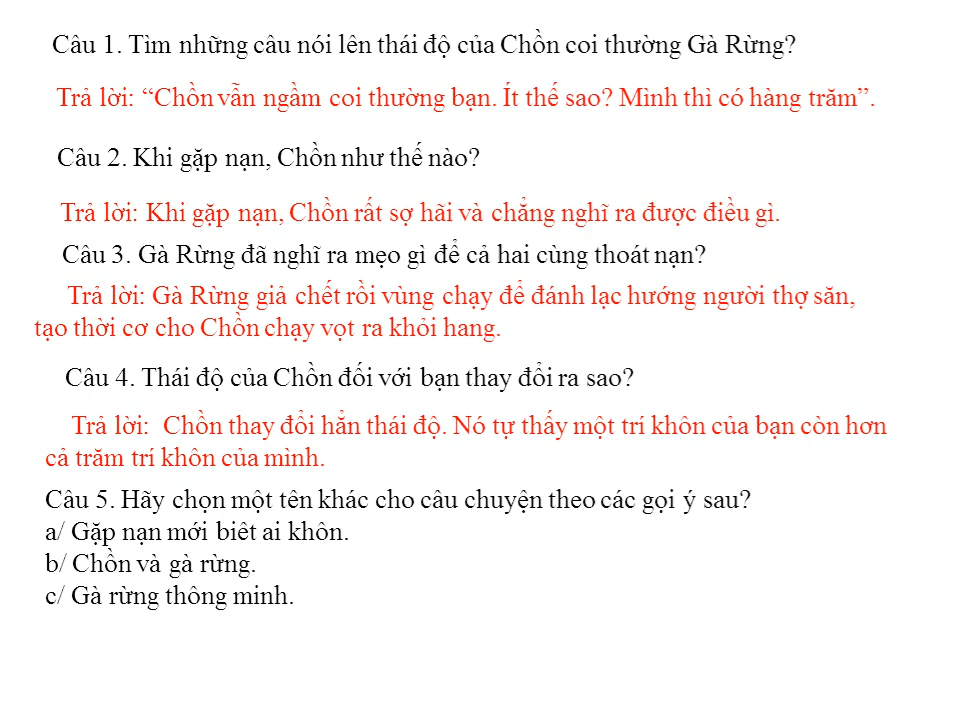 Câu 1. Tìm những câu nói lên thái độ của Chồn coi thường Gà Rừng?
Trả lời: “Chồn vẫn ngầm coi thường bạn. Ít thế sao? Mình thì có hàng trăm”.
Câu 2. Khi gặp nạn, Chồn như thế nào?
Trả lời: Khi gặp nạn, Chồn rất sợ hãi và chẳng nghĩ ra được điều gì.
Câu 3. Gà Rừng đã nghĩ ra mẹo gì để cả hai cùng thoát nạn?
Trả lời: Gà Rừng giả chết rồi vùng chạy để đánh lạc hướng người thợ săn,
tạo thời cơ cho Chồn chạy vọt ra khỏi hang.
Câu 4. Thái độ của Chồn đối với bạn thay đổi ra sao?
Trả lời: Chồn thay đổi hẳn thái độ. Nó tự thấy một trí khôn của bạn còn hơn
cả trăm trí khôn của mình.
Câu 5. Hãy chọn một tên khác cho câu chuyện theo các gọi ý sau?
a/ Gặp nạn mới biêt ai khôn.
b/ Chồn và gà rừng.
c/ Gà rừng thông minh.